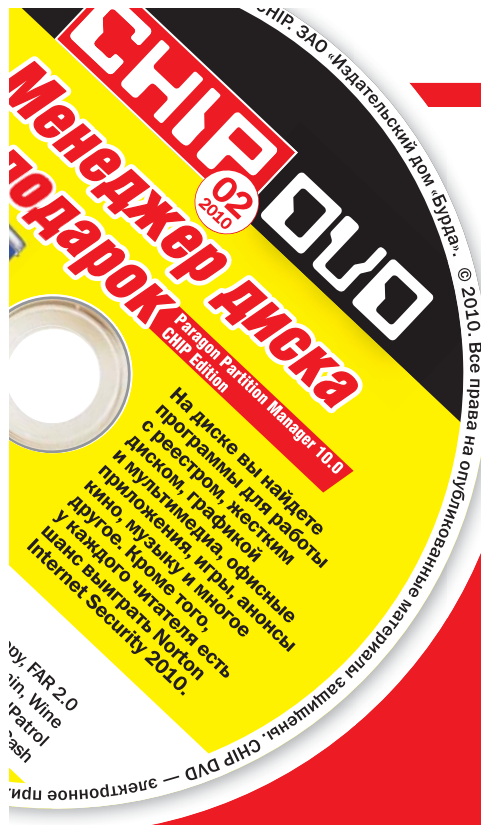 CHIP
DVD
02
2010
Менеджер диска
подарок
Paragon Partition Manager 10.0
CHIP Edition
На диске вы найдете
программы для работы
с реестром, жестким
диском, графикой
и мультимедиа, офисные
приложения, игры, анонсы
кино, музыку и многое
другое. Кроме того,
у каждого читателя есть
шанс выиграть Norton
Internet Security 2010.
FAR 2.0
Wine
CHIP. ЗАО «Издательский дом «Бурда». © 2010. Все права на опубликованные материалы защищены. CHIP DVD — электронное